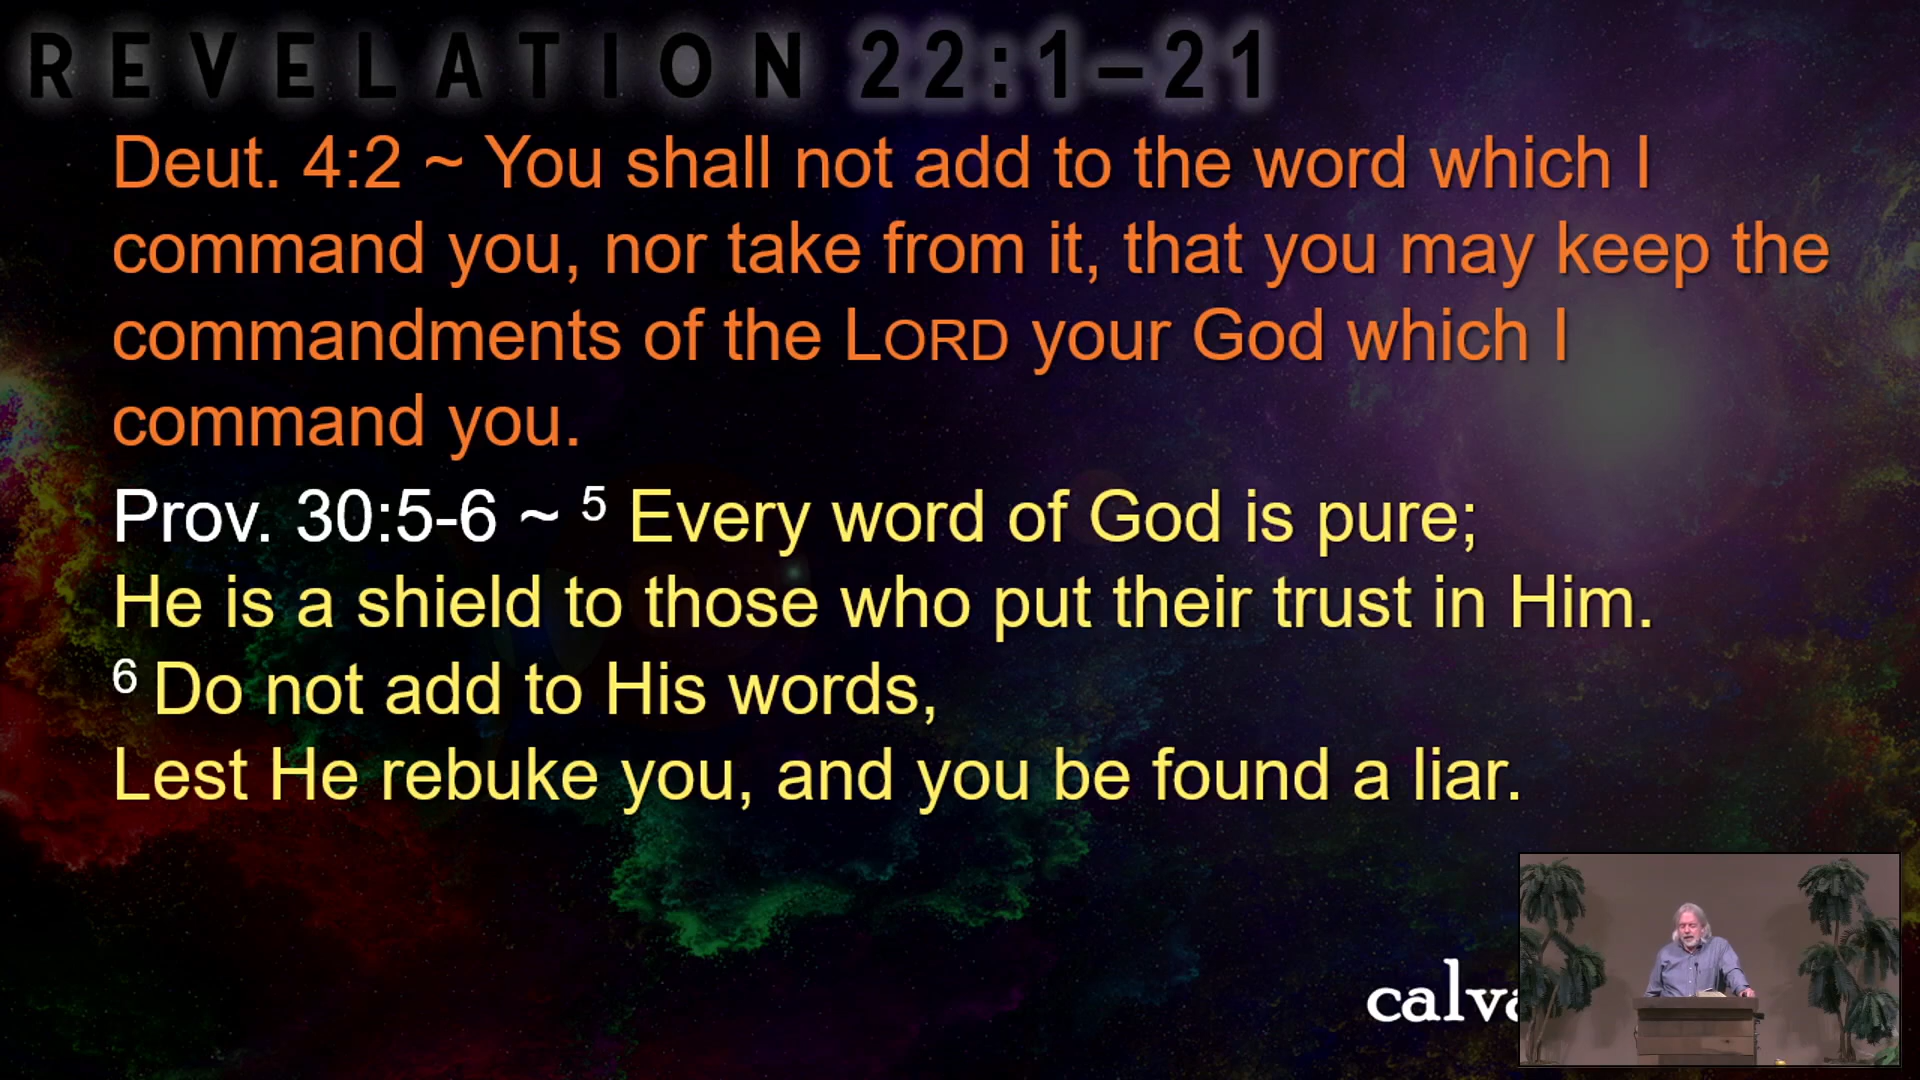 REVELATION 22:1–21
Deut. 4:2 ~ You shall not add to the word which I
command you, nor take from it, that you may keep the
commandments of the LORD your God which I
command you.
Prov. 30:5-6 ~ 5 Every word of God is pure;
He is a shield to those who put their trust in Him.
6 Do not add to His words,
Lest He rebuke you, and you be found a liar.